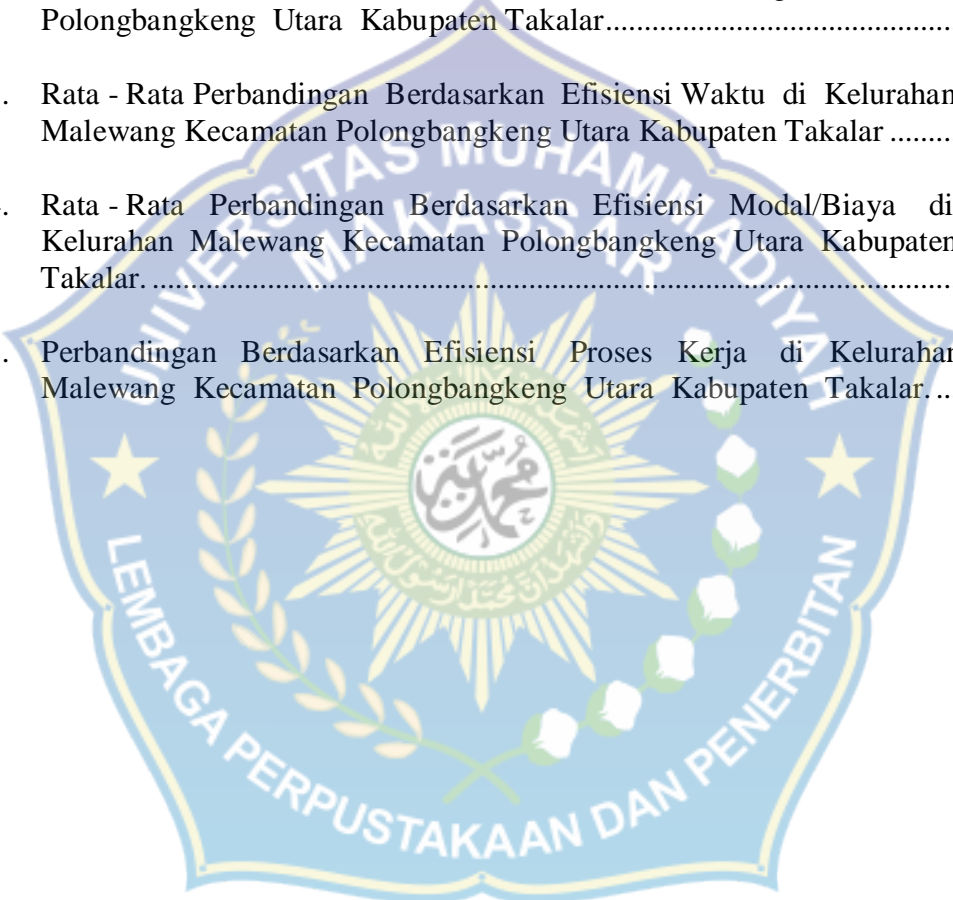 Polongbangkeng Utara Kabupaten Takalar............................................
. Rata - Rata Perbandingan Berdasarkan Efisiensi Waktu di Kelurahan
Malewang Kecamatan Polongbangkeng Utara Kabupaten Takalar ........
. Rata - Rata Perbandingan Berdasarkan Efisiensi Modal/Biaya di
Kelurahan Malewang Kecamatan Polongbangkeng Utara Kabupaten
Takalar. ........................................................................................................
. Perbandingan Berdasarkan Efisiensi Proses Kerja di Kelurahan
Malewang Kecamatan Polongbangkeng Utara Kabupaten Takalar. ..
UNIVERSITAS MUHAMMADIYAH
MAKASSAR
LEMBAGA PERPUSTAKAAN DAN PENERBITAN